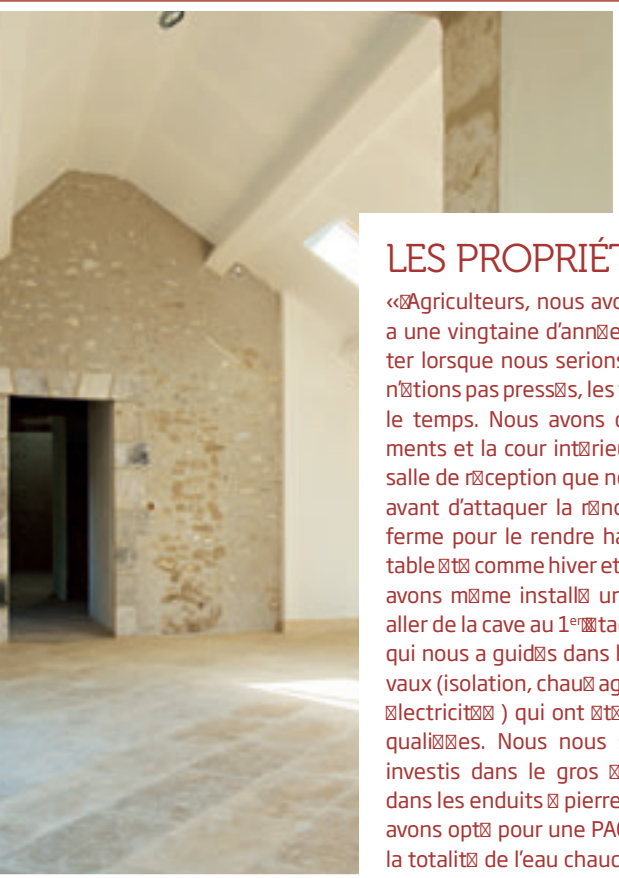 LES PROPRIÉT
«☒Agriculteurs, nous avo
a une vingtaine d'ann☒e
ter lorsque nous serions
n'☒tions pas press☒s, les
le temps. Nous avons
ments et la cour int☒rieu
salle de r☒ception que no
avant d'attaquer la r☒nc
ferme pour le rendre ha
table ☒t☒ comme hiver et
avons m☒me install☒ un
aller de la cave au 1er☒☒ta
qui nous a guid☒s dans l
vaux (isolation, chau☒ ag
☒lectricit☒☒ ) qui ont ☒t☒
quali☒☒es. Nous nous
investis dans le gros ☒
dans les enduits ☒ pierre
avons opt☒ pour une PA
la totalit☒ de l'eau chaud